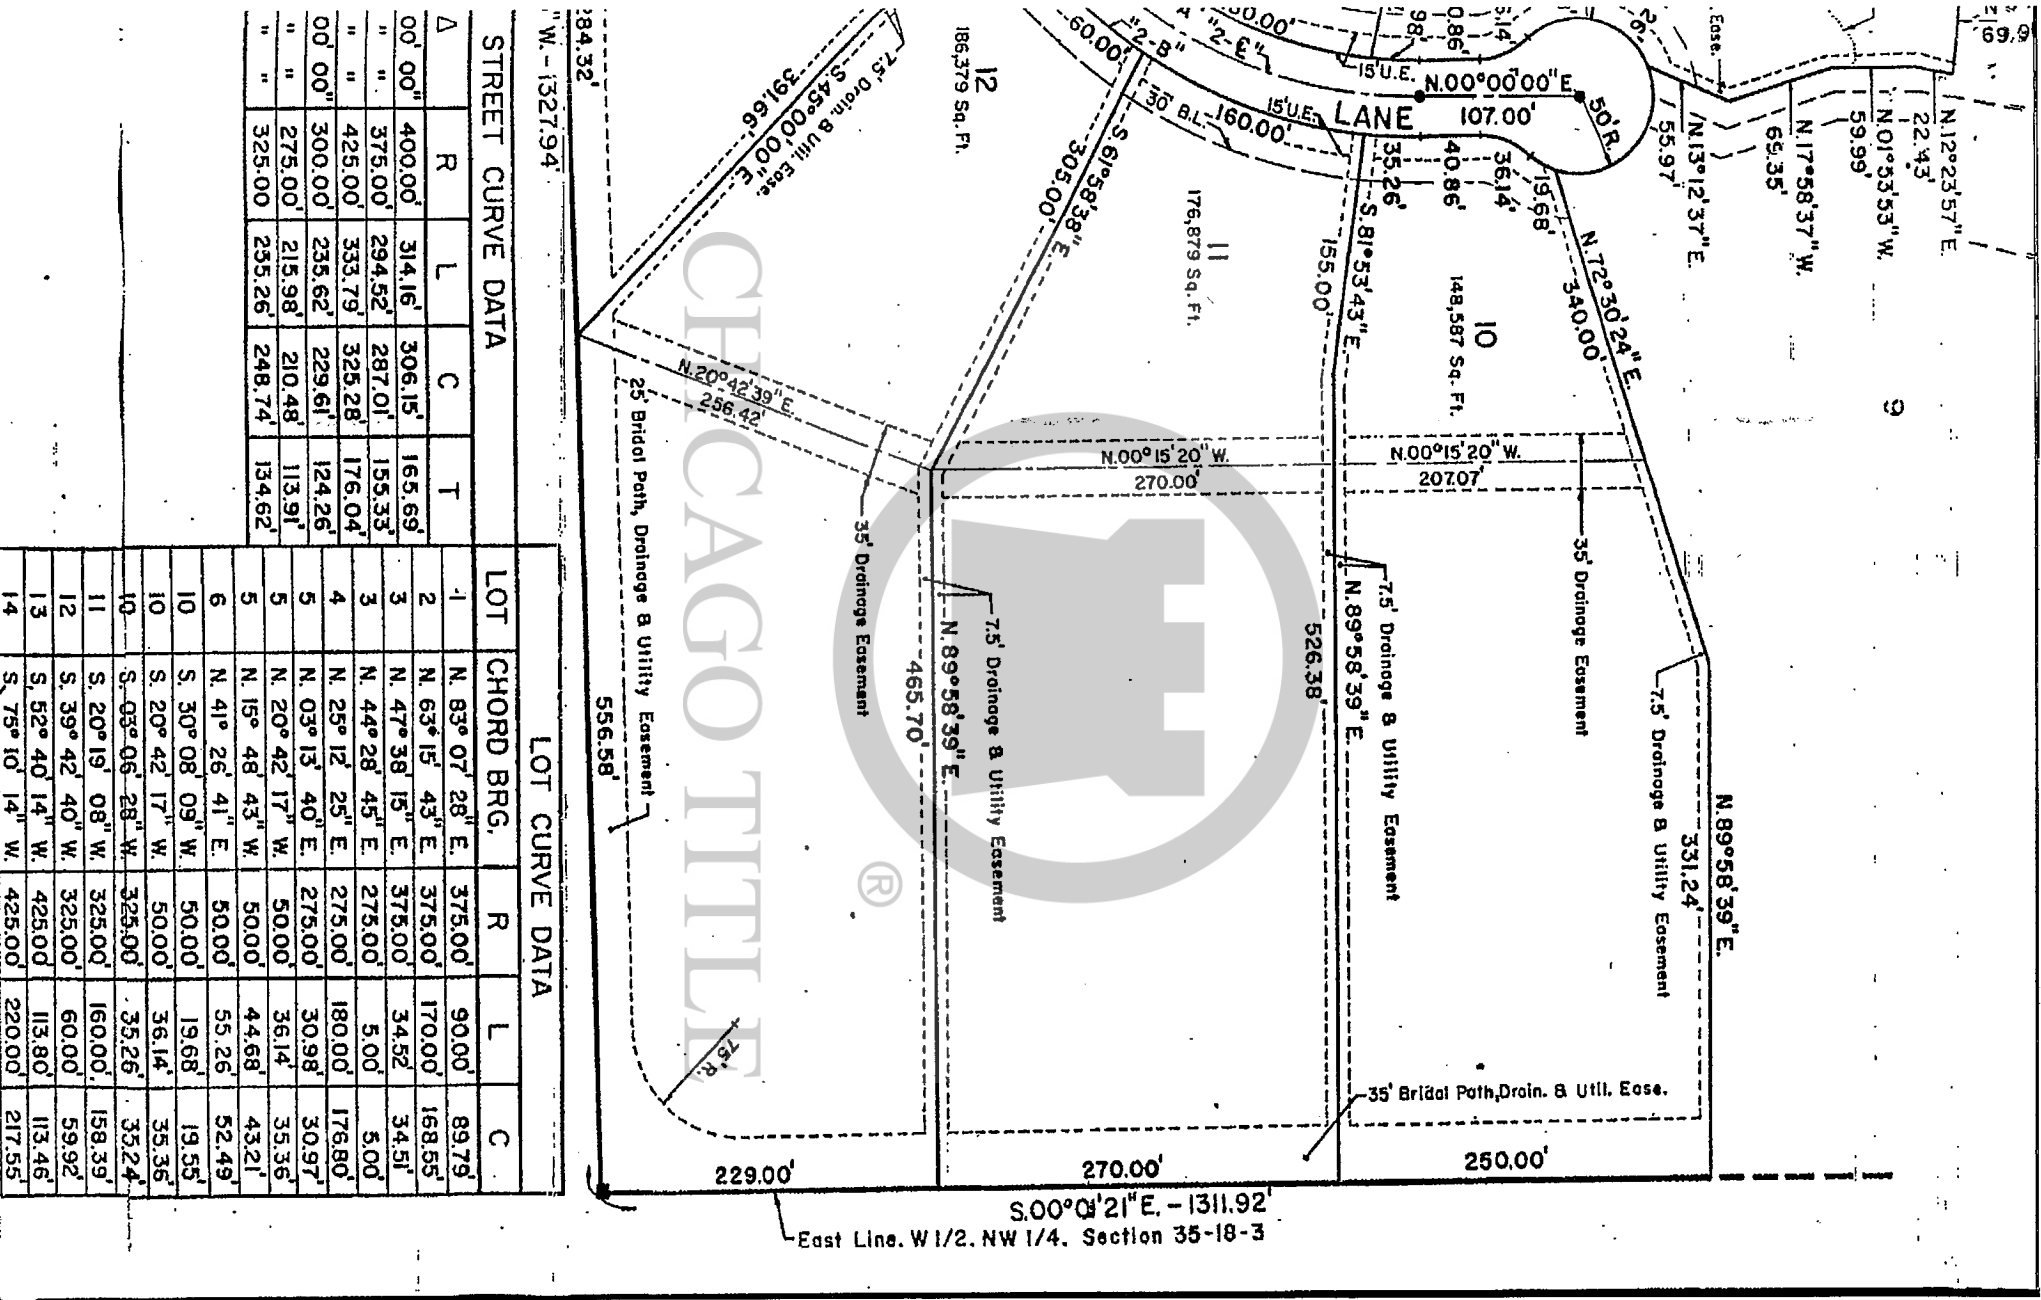 12
186,379 Sq. Ft.
11
176,879 Sq. Ft.
10
148,587 Sq. Ft.
9
60.00'
"2-B"
"2-₵"
15' U.E.
N.00°00'00"E.
50' R.
LANE
107.00'
30' B.L.
160.00'
15' U.E.
35.26'
40.86'
36.14'
19.68'
55.97'
N.13°12'37"E.
69.35'
N.17°58'37"W.
59.99'
N.01°53'53"W.
22.43'
N.12°23'57"E.
Ease.
7.5' Drain. & Util. Ease.
S.45°00'00"E.
391.66'
S 61°58'38" E
305.00'
S 81°53'43" E.
155.00'
N.72°30'24"E.
340.00'
N.20°42'39"E.
256.42'
N.00°15'20"W.
270.00'
N.00°15'20"W.
207.07'
35' Drainage Easement
35' Drainage Easement
25' Bridal Path, Drainage & Utility Easement
7.5' Drainage & Utility Easement
N.89°58'39"E.
465.70'
7.5' Drainage & Utility Easement
N.89°58'39"E.
526.38'
7.5' Drainage & Utility Easement
N.89°58'39"E.
331.24'
556.58'
75' R.
35' Bridal Path, Drain. & Util. Ease.
229.00'
270.00'
250.00'
S.00°01'21"E. - 1311.92'
East Line. W 1/2. NW 1/4. Section 35-18-3
"W. - 1327.94'
84.32'
CHICAGO TITLE ®
STREET CURVE DATA
Δ R L C T
00' 00" 400.00' 314.16' 306.15' 165.69'
" " 375.00' 294.52' 287.01' 155.33'
" " 425.00' 333.79' 325.28' 176.04'
00' 00" 300.00' 235.62' 229.61' 124.26'
" " 275.00' 215.98' 210.48' 113.91'
" " 325.00 255.26' 248.74' 134.62'
LOT CURVE DATA
LOT CHORD BRG. R L C
1 N. 83° 07' 28" E. 375.00' 90.00' 89.79'
2 N. 63° 15' 43" E. 375.00' 170.00' 168.55'
3 N. 47° 38' 15" E. 375.00' 34.52' 34.51'
3 N. 44° 28' 45" E. 275.00' 5.00' 5.00'
4 N. 25° 12' 25" E. 275.00' 180.00' 176.80'
5 N. 03° 13' 40" E. 275.00' 30.98' 30.97'
5 N. 20° 42' 17" W. 50.00' 36.14' 35.36'
5 N. 15° 48' 43" W. 50.00' 44.68' 43.21'
6 N. 41° 26' 41" E. 50.00' 55.26' 52.49'
10 S. 30° 08' 09" W. 50.00' 19.68' 19.55'
10 S. 20° 42' 17" W. 50.00' 36.14' 35.36'
10 S. 03° 06' 28" W. 325.00' 35.26' 35.24'
11 S. 20° 19' 08" W. 325.00' 160.00' 158.39'
12 S. 39° 42' 40" W. 325.00' 60.00' 59.92'
13 S. 52° 40' 14" W. 425.00' 113.80' 113.46'
14 S. 75° 10' 14" W. 425.00' 220.00' 217.55'